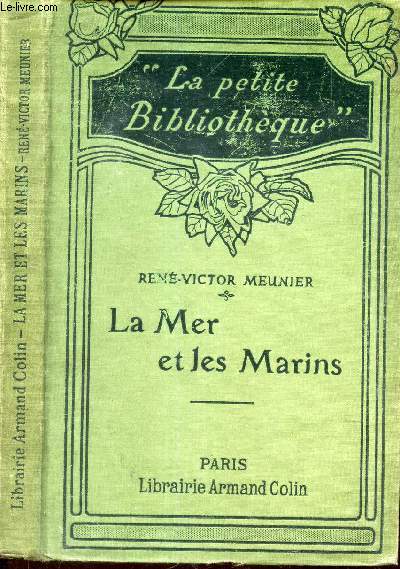 "La petite
Bibliothèque"
RENÉ-VICTOR MEUNIER
La Mer
et les Marins
PARIS
Librairie Armand Colin
Librairie Armand Colin – LA MER ET LES MARINS – RENÉ-VICTOR MEUNIER
le-livre.com